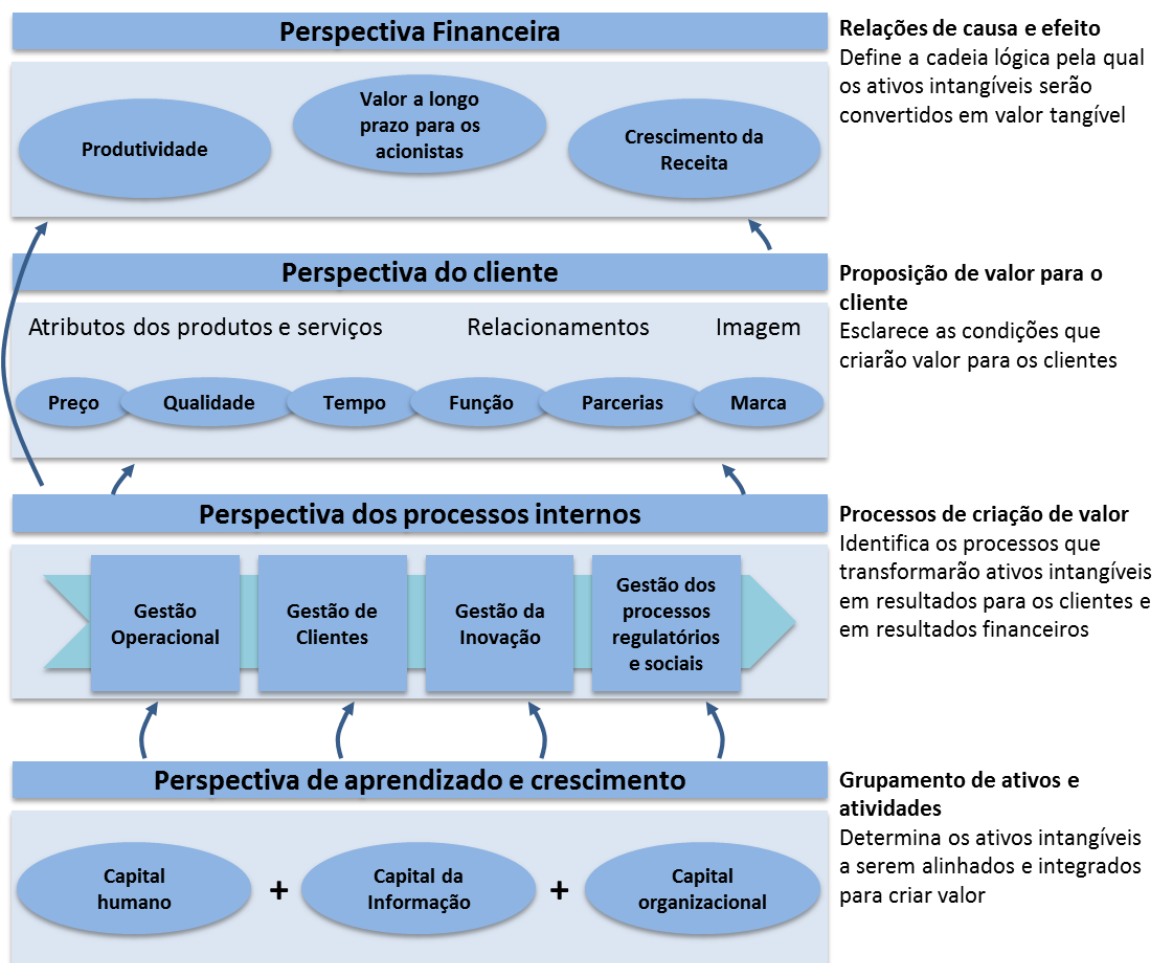 Perspectiva Financeira
Produtividade
Valor a longo
prazo para os
acionistas
Crescimento da
Receita
Relações de causa e efeito
Define a cadeia lógica pela qual
os ativos intangíveis serão
convertidos em valor tangível
Perspectiva do cliente
Atributos dos produtos e serviços
Relacionamentos
Imagem
Preço
Qualidade
Tempo
Função
Parcerias
Marca
Proposição de valor para o
cliente
Esclarece as condições que
criarão valor para os clientes
Perspectiva dos processos internos
Gestão
Operacional
Gestão de
Clientes
Gestão da
Inovação
Gestão dos
processos
regulatórios
e sociais
Processos de criação de valor
Identifica os processos que
transformarão ativos intangíveis
em resultados para os clientes e
em resultados financeiros
Perspectiva de aprendizado e crescimento
Capital
humano
+
Capital da
Informação
+
Capital
organizacional
Grupamento de ativos e
atividades
Determina os ativos intangíveis
a serem alinhados e integrados
para criar valor